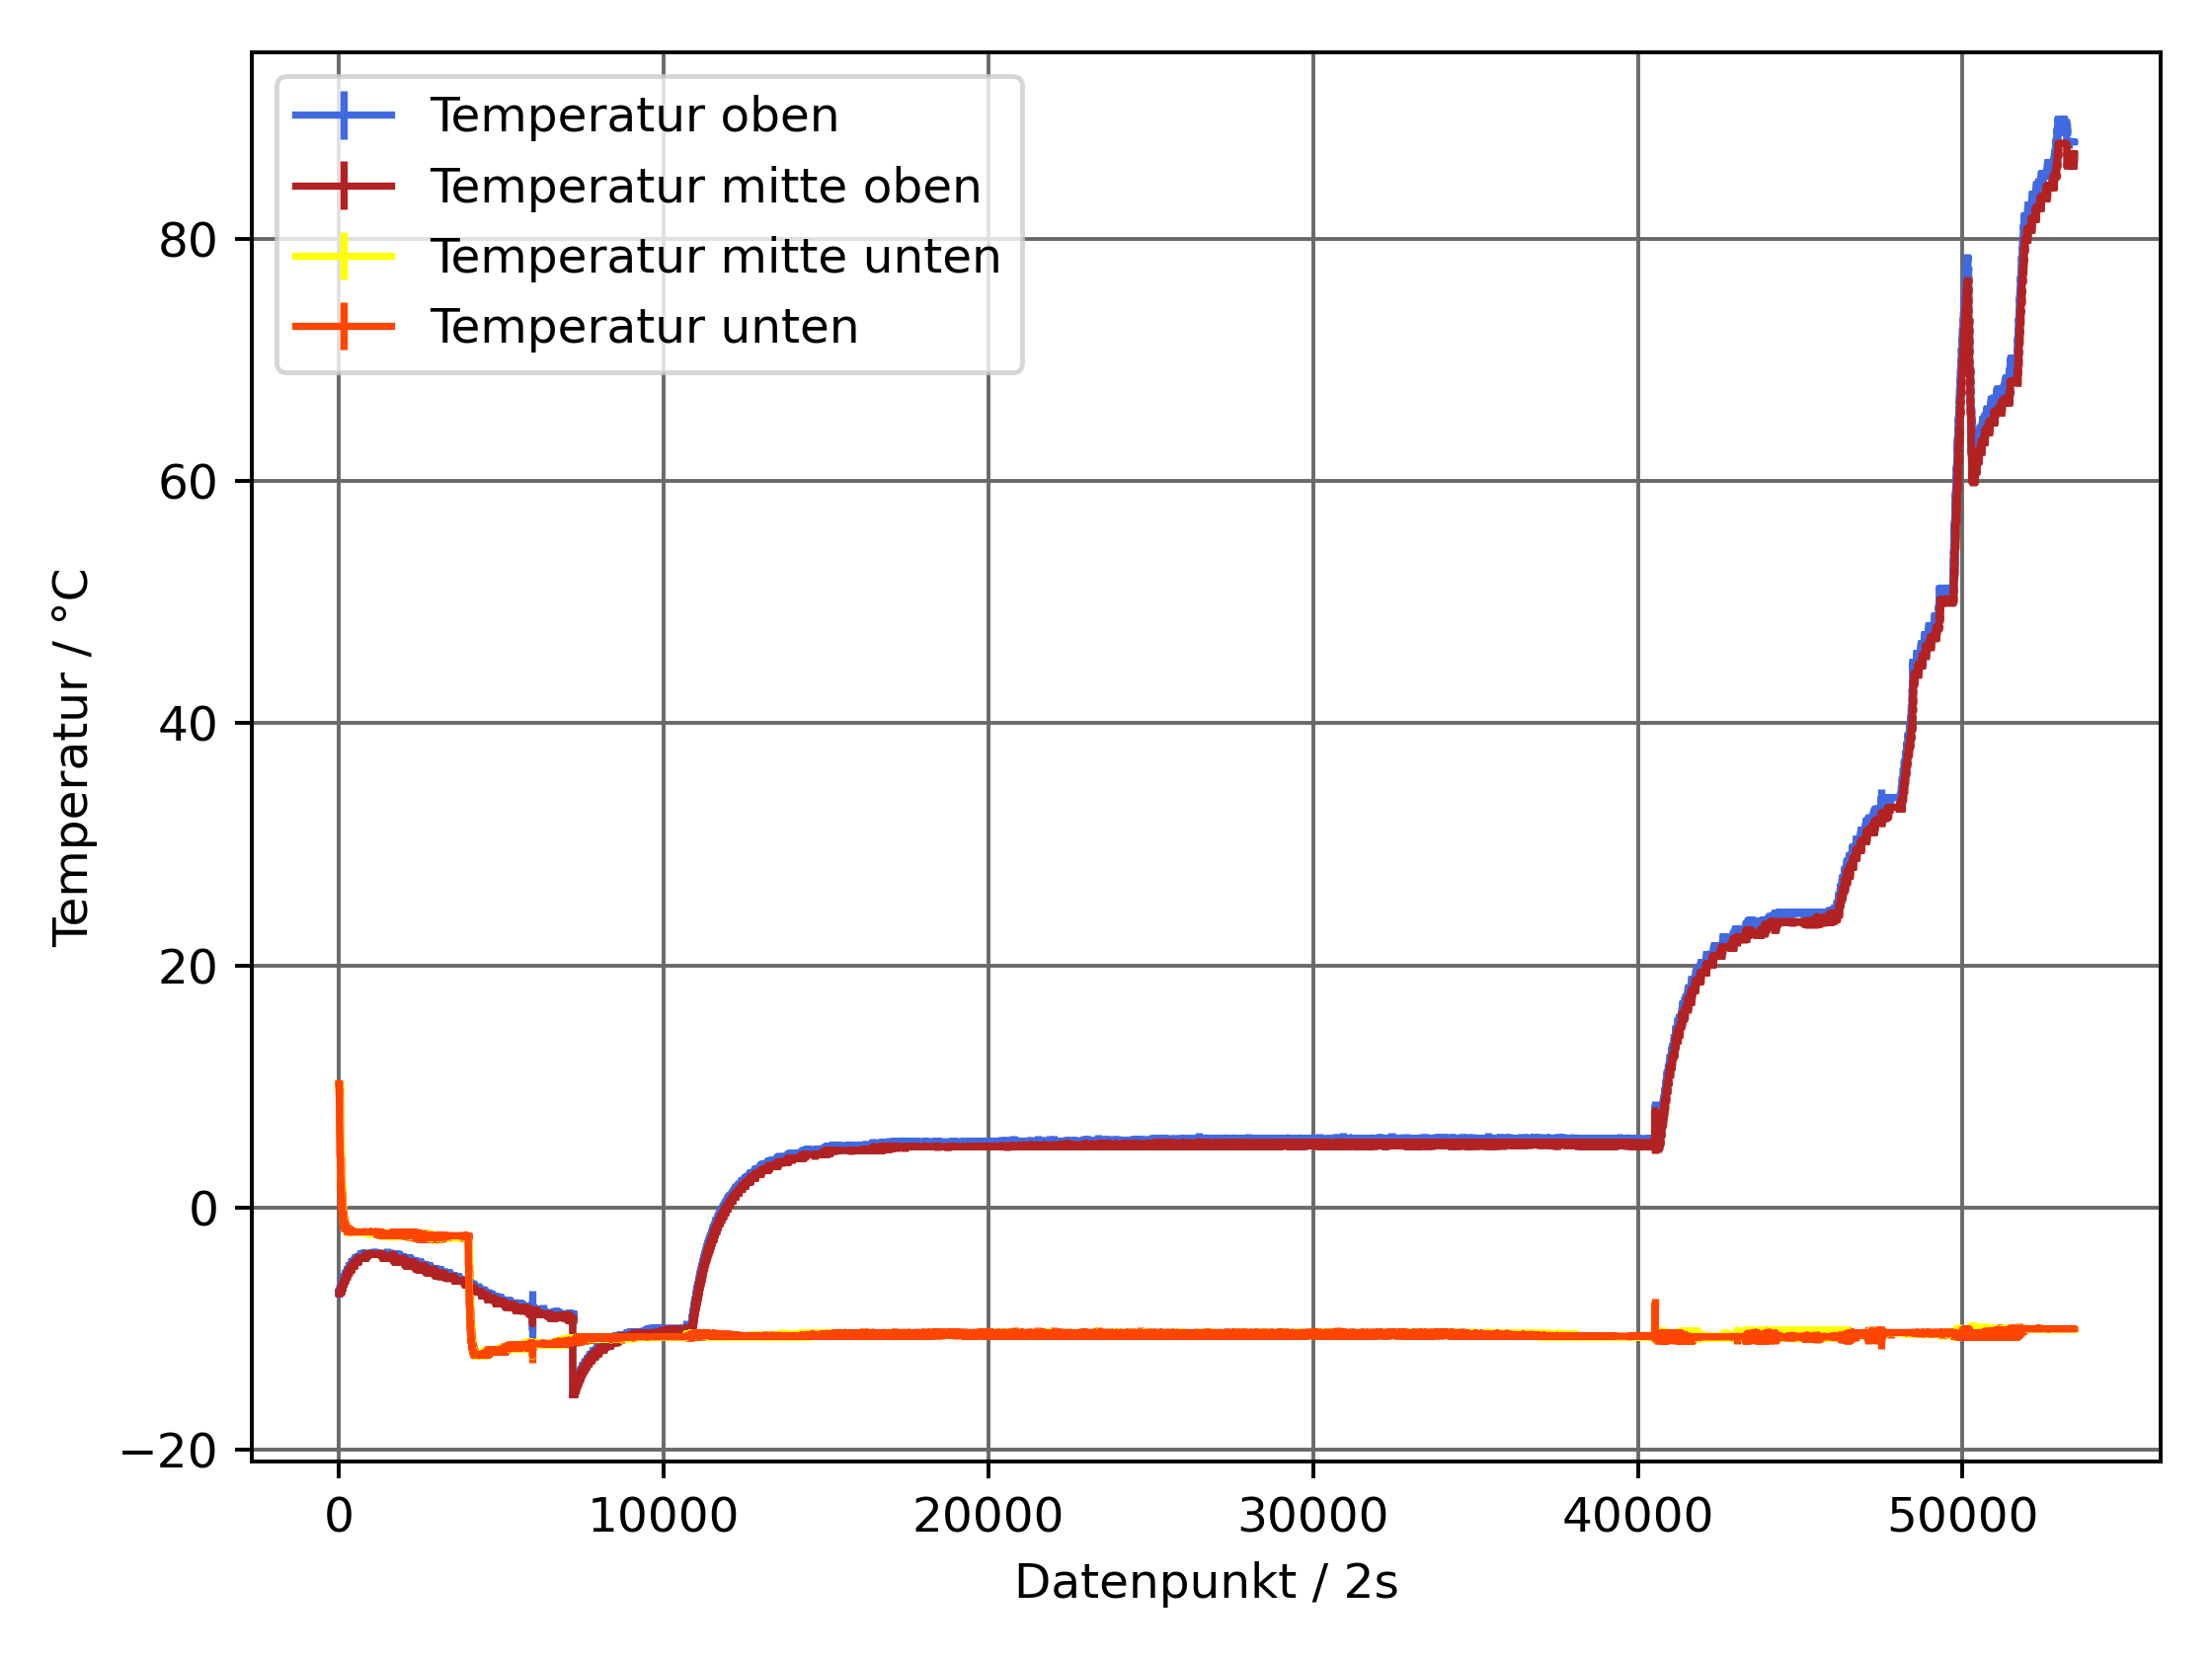 Temperatur oben
Temperatur mitte oben
Temperatur mitte unten
Temperatur unten
80
60
40
20
0
−20
Temperatur / °C
0 10000 20000 30000 40000 50000
Datenpunkt / 2s